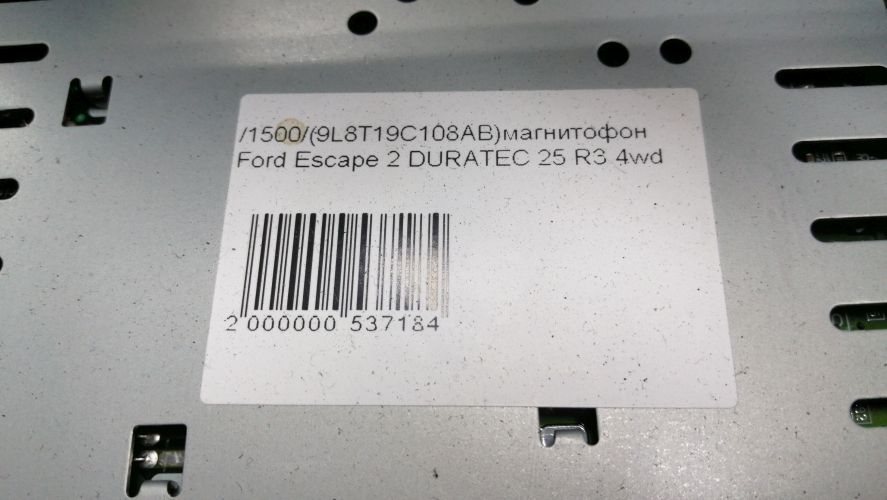 /1500/(9L8T19C108AB)магнитофон
Ford Escape 2 DURATEC 25 R3 4wd
2 000000 537184